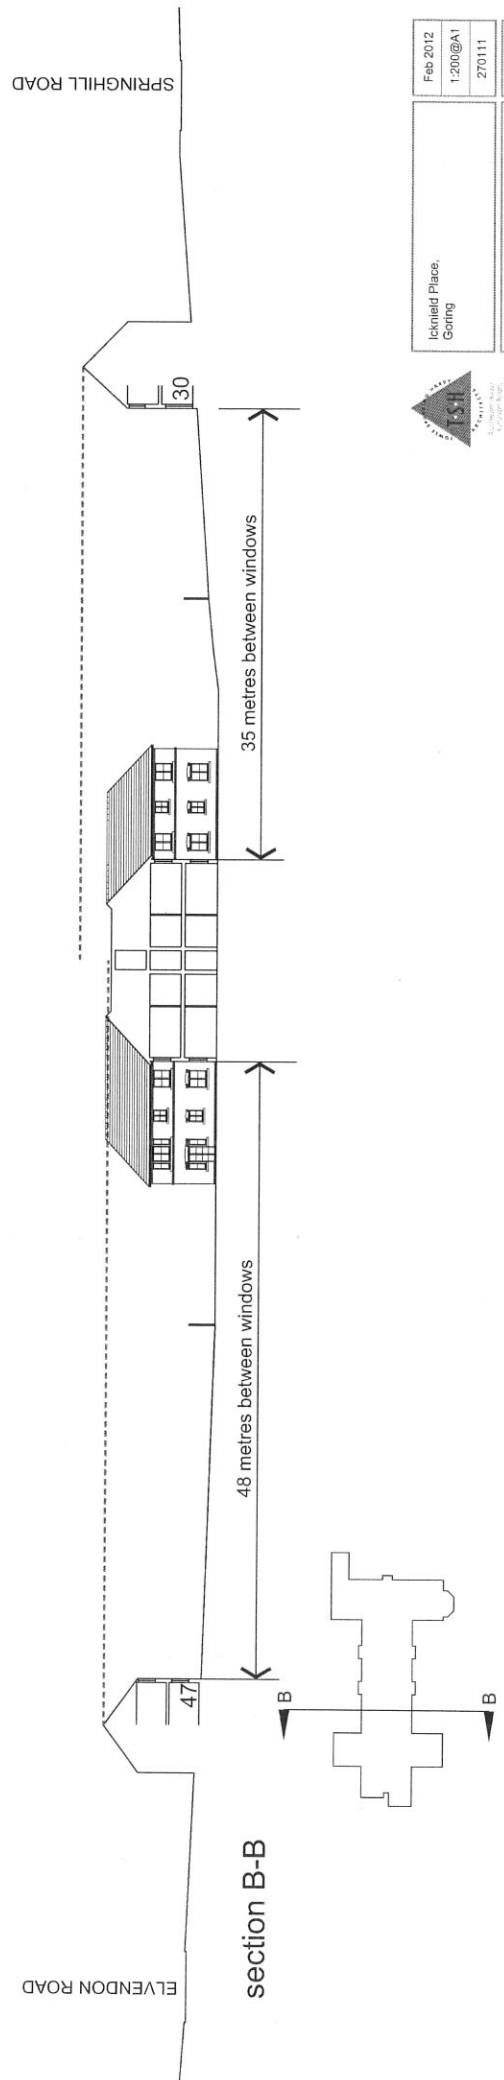 ELVENDON ROAD
SPRINGHILL ROAD
47
30
48 metres between windows
35 metres between windows
section B-B
B
B
TSH
Icknield Place,
Goring
Feb 2012
1:200@A1
270111